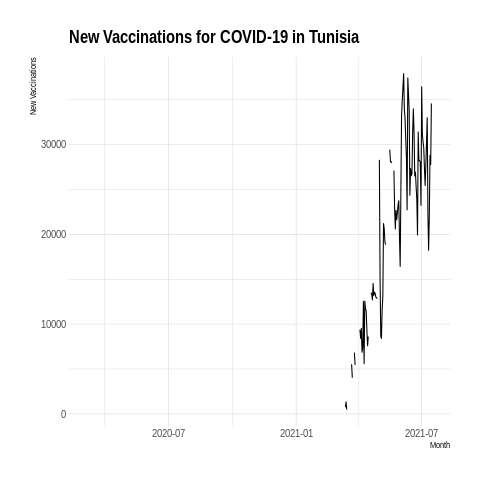 New Vaccinations for COVID-19 in Tunisia
New Vaccinations
30000
20000
10000
0
2020-07
2021-01
2021-07
Month